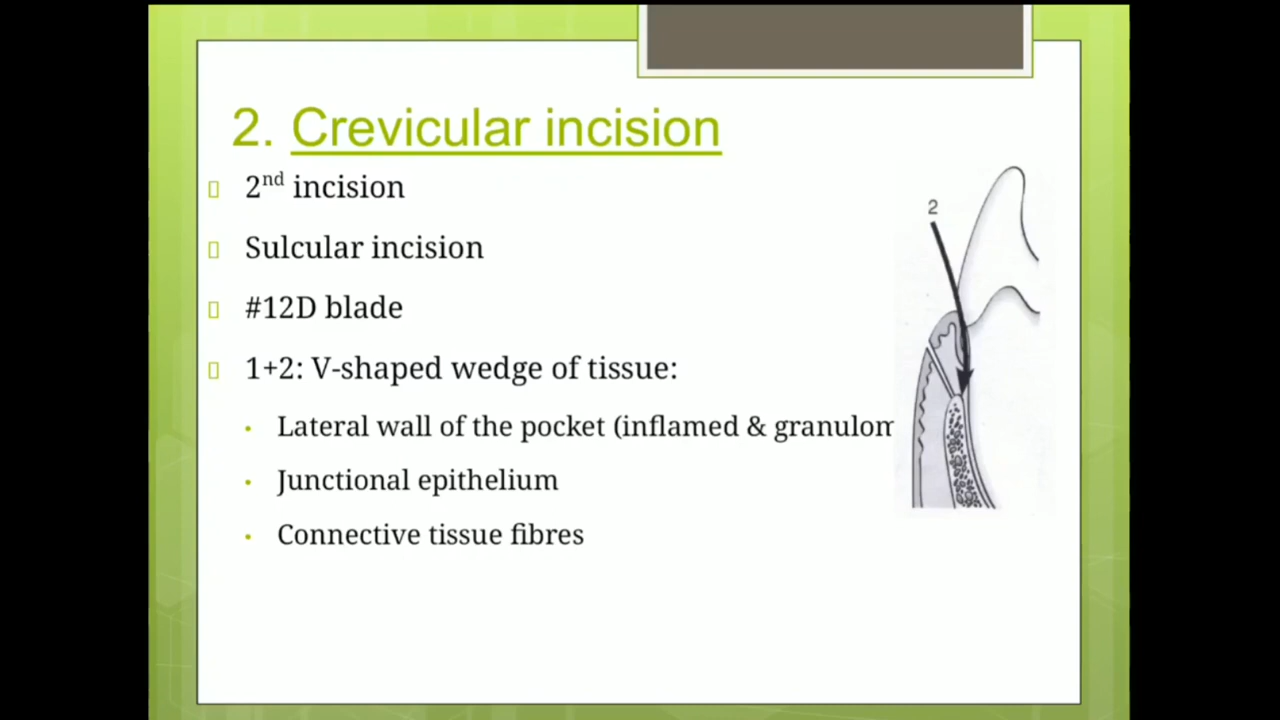 2. Crevicular incision
2nd incision
Sulcular incision
#12D blade
1+2: V-shaped wedge of tissue:
Lateral wall of the pocket (inflamed & granulom
Junctional epithelium
Connective tissue fibres
2